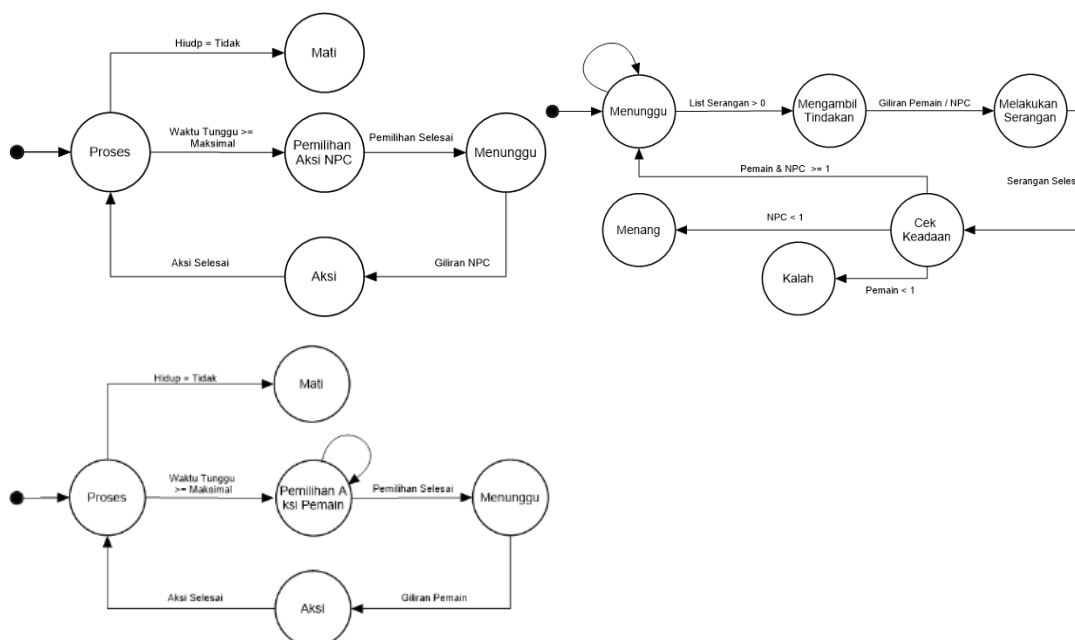 Hiudp = Tidak
Mati
Proses
Waktu Tunggu >=
Maksimal
Pemilihan
Aksi NPC
Pemilihan Selesai
Menunggu
Aksi Selesai
Aksi
Giliran NPC
Menunggu
List Serangan > 0
Mengambil
Tindakan
Giliran Pemain / NPC
Melakukan
Serangan
Pemain & NPC >= 1
Serangan Seles
Menang
NPC < 1
Cek
Keadaan
Kalah
Pemain < 1
Hidup = Tidak
Mati
Proses
Waktu Tunggu
>= Maksimal
Pemilihan A
ksi Pemain
Pemilihan Selesai
Menunggu
Aksi Selesai
Aksi
Giliran Pemain